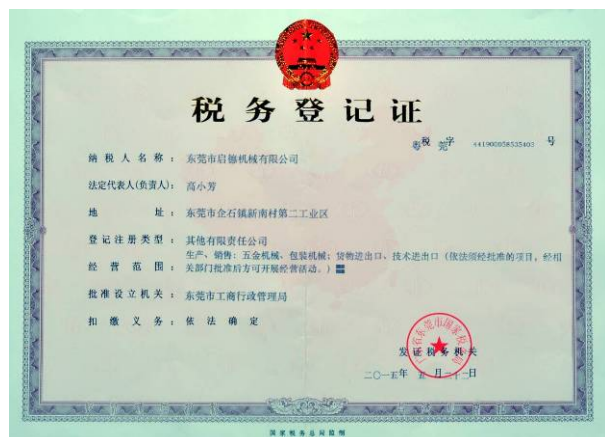 税务登记证
粤税 莞字 441900058535403 号
纳税人名称： 东莞市启德机械有限公司
法定代表人(负责人)： 高小芳
地址： 东莞市企石镇新南村第二工业区
登记注册类型： 其他有限责任公司
经营范围： 生产、销售：五金机械、包装机械；货物进出口、技术进出口（依法须经批准的项目，经相
关部门批准后方可开展经营活动。）
批准设立机关： 东莞市工商行政管理局
扣缴义务： 依法确定
发证税务机关
二〇一五年 五 月二十二日
国家税务总局监制